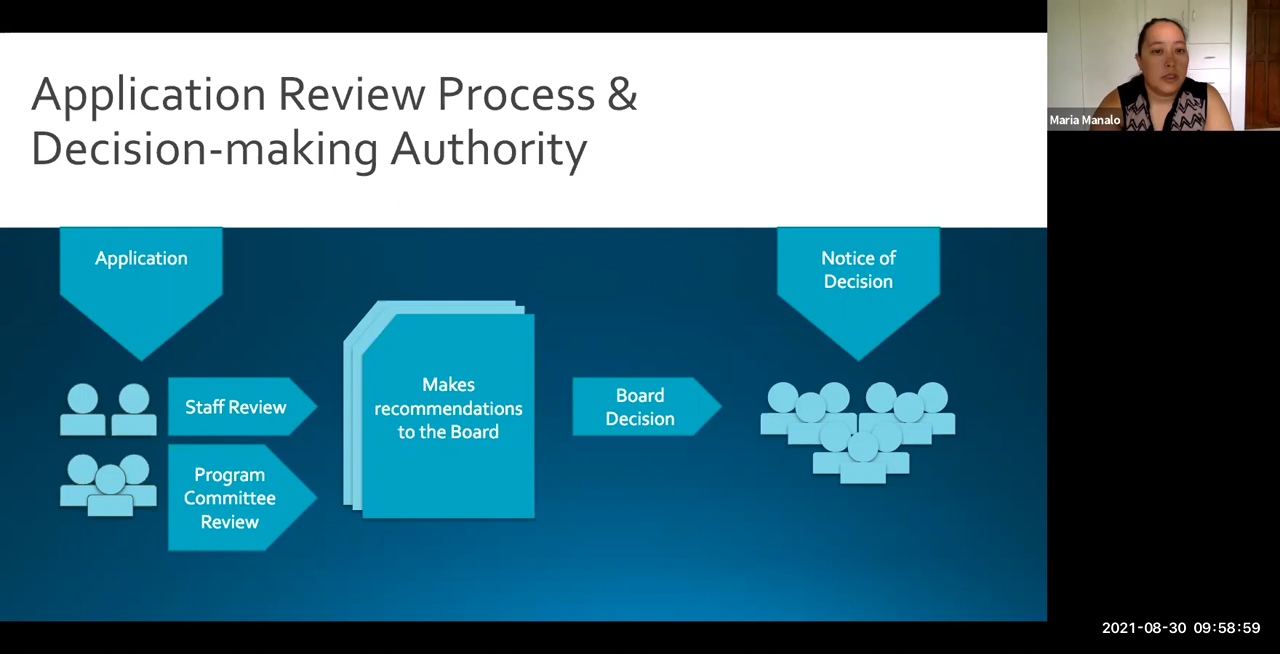 Application Review Process &
Decision-making Authority
Maria Manalo
Application
Notice of
Decision
Staff Review
Program
Committee
Review
Makes
recommendations
to the Board
Board
Decision
2021-08-30 09:58:59